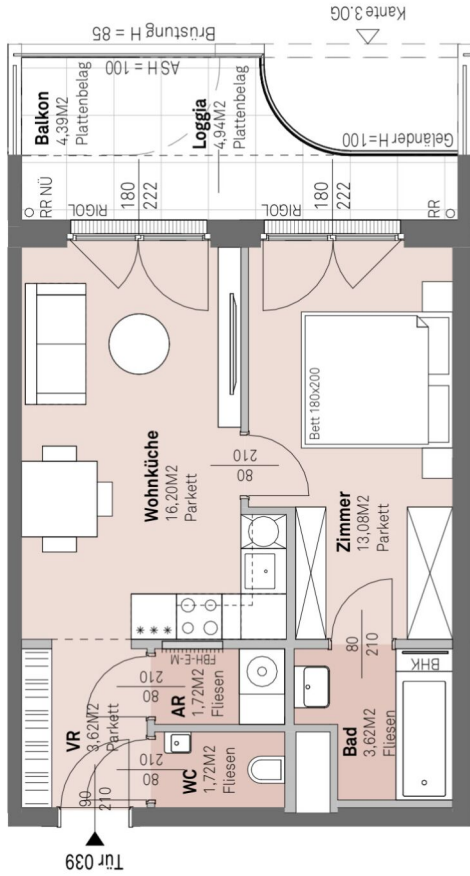 Kante 3.OG
Brüstung H = 85
ASH = 100
Balkon
4,39M2
Plattenbelag
Loggia
4,94M2
Plattenbelag
Geländer H=100
RR NÜ
RIGOL
180
222
RIGOL
180
222
RR
Wohnküche
16,20M2
Parkett
80
210
Bett 180x200
Zimmer
13,08M2
Parkett
***
FBH-E-M
VR
3,62M2
Parkett
80
210
AR
1,72M2
Fliesen
80
210
BHK
90
210
80
210
WC
1,72M2
Fliesen
Bad
3,62M2
Fliesen
Tür 039